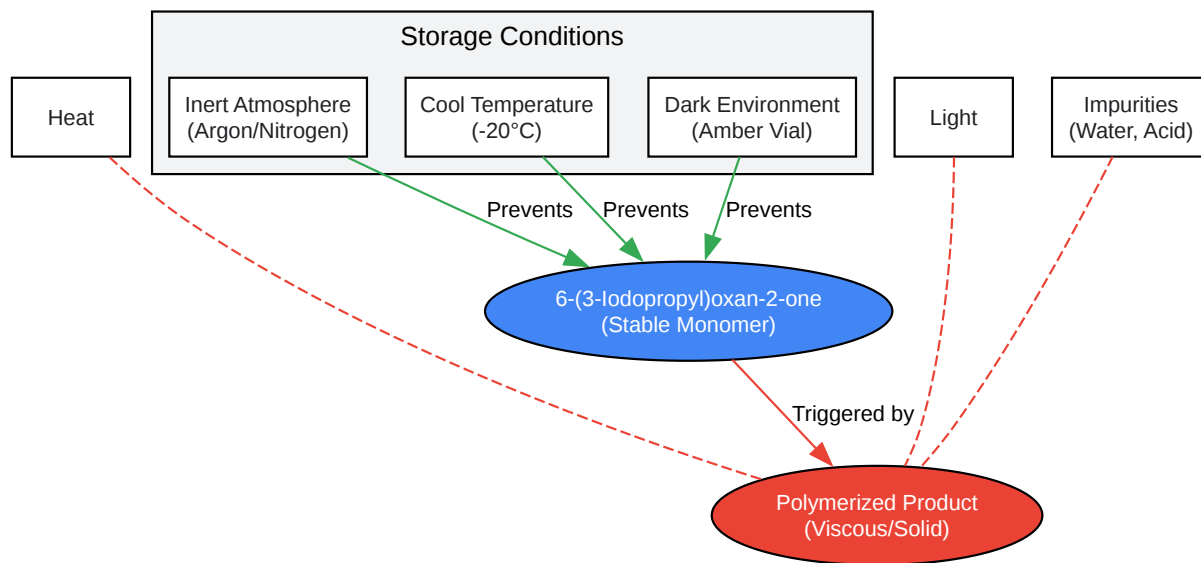 Storage Conditions
Heat
Inert Atmosphere
(Argon/Nitrogen)
Cool Temperature
(-20°C)
Dark Environment
(Amber Vial)
Light
Impurities
(Water, Acid)
Prevents
Prevents
Prevents
6-(3-Iodopropyl)oxan-2-one
(Stable Monomer)
Triggered by
Polymerized Product
(Viscous/Solid)